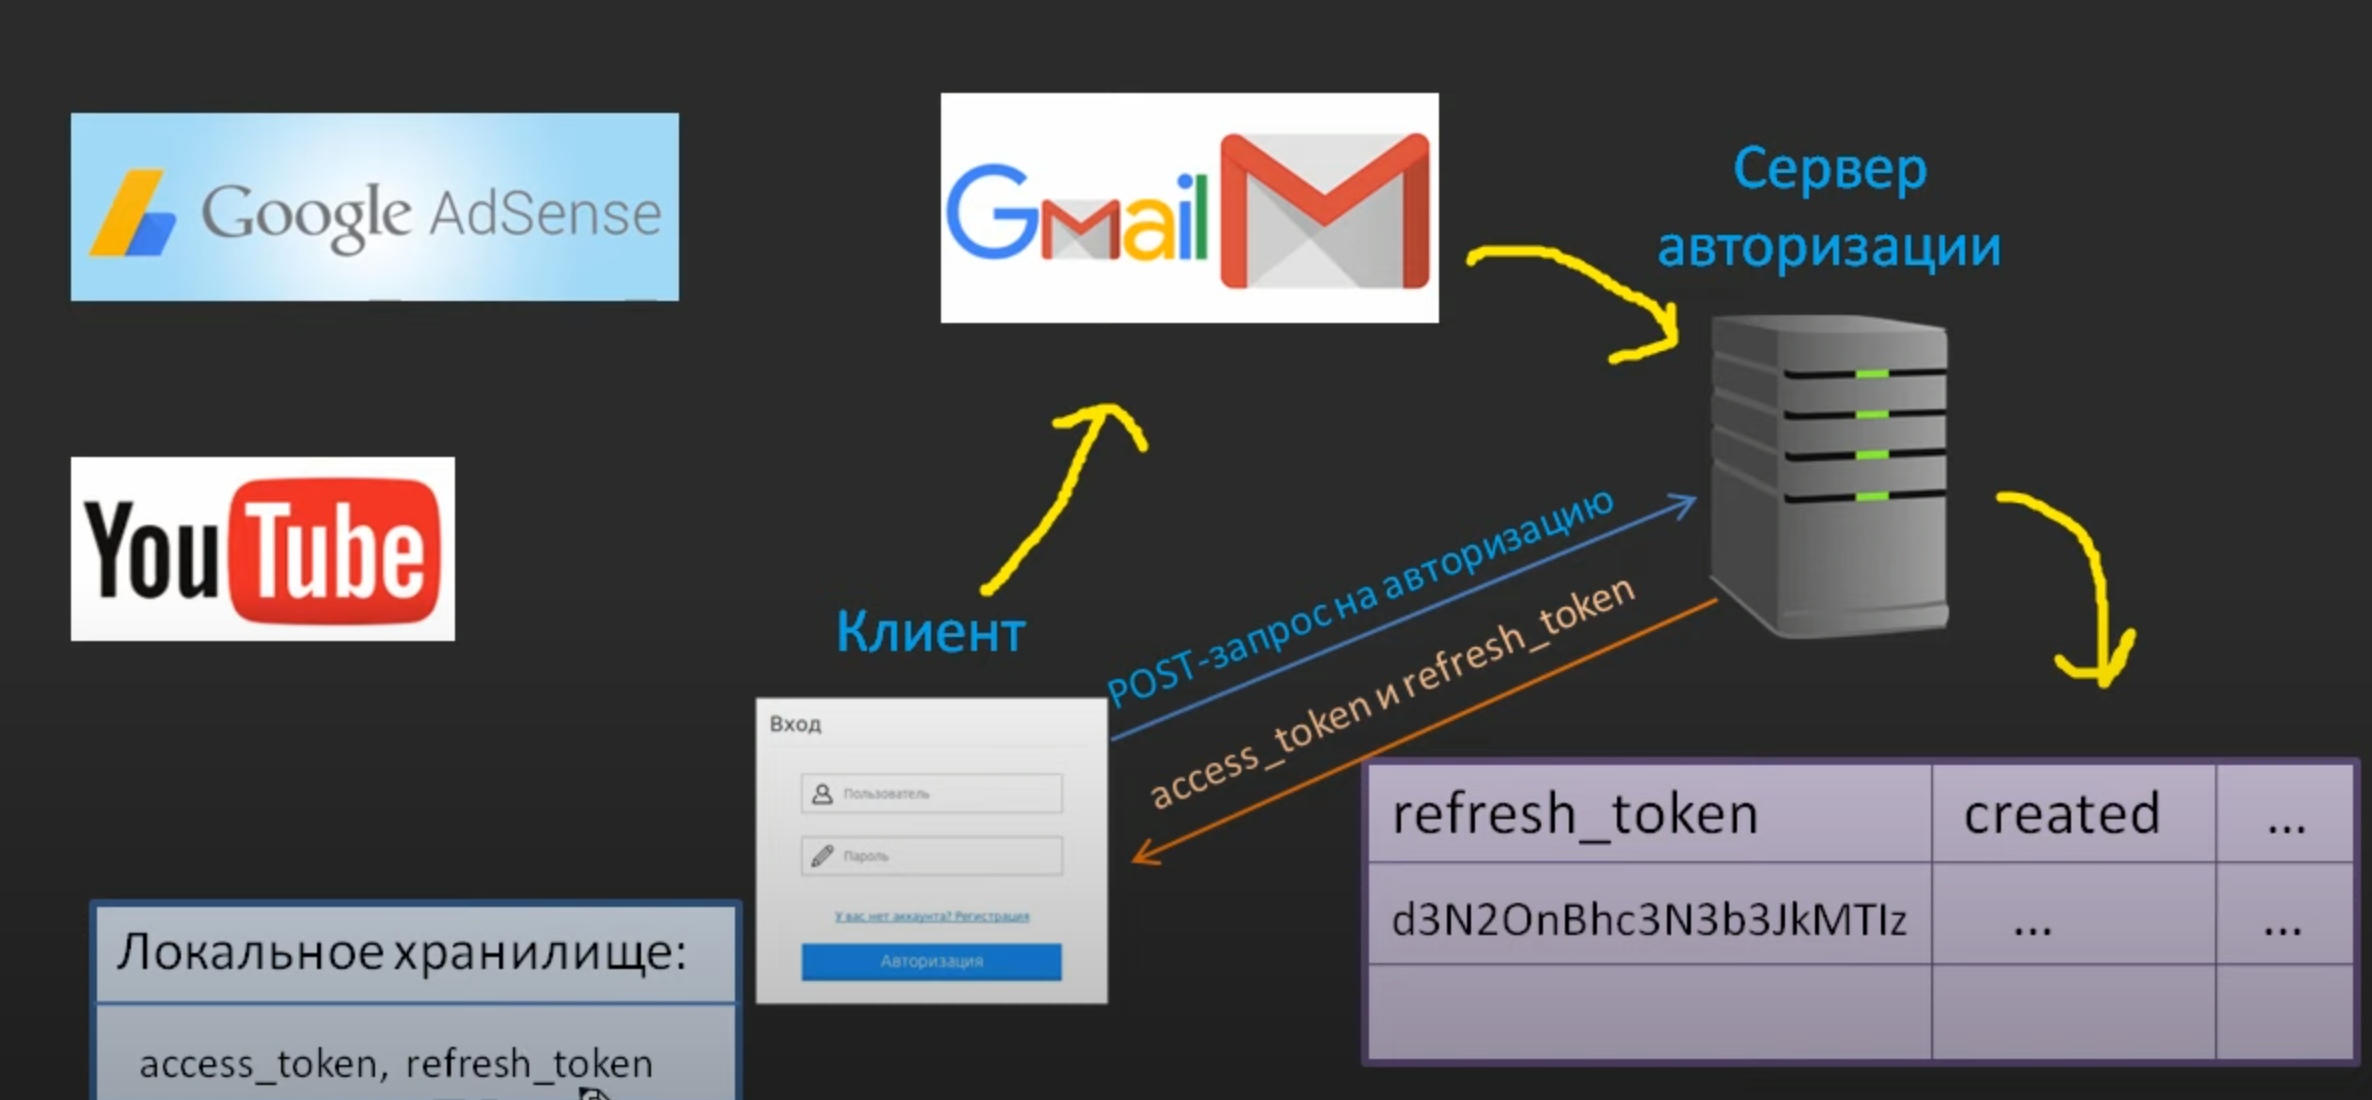 Google AdSense
Gmail
Сервер
авторизации
YouTube
Клиент
POST-запрос на авторизацию
access_token и refresh_token
Вход
Пользователь
Пароль
У вас нет аккаунта? Регистрация
Авторизация
Локальное хранилище:
access_token, refresh_token
refresh_token created ...
d3N2OnBhc3N3b3JkMTIz ... ...